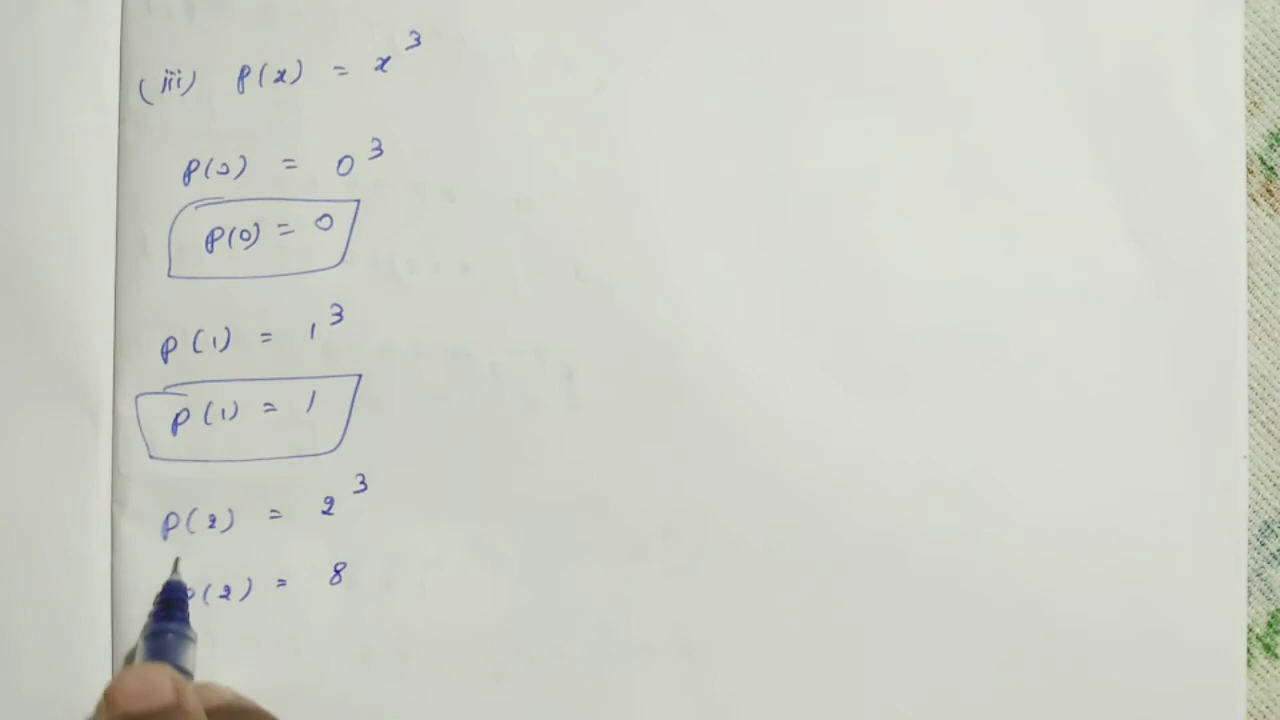 (iii) P(x) = x³
P(0) = 0³
P(0) = 0
P(1) = 1³
P(1) = 1
P(2) = 2³
P(2) = 8